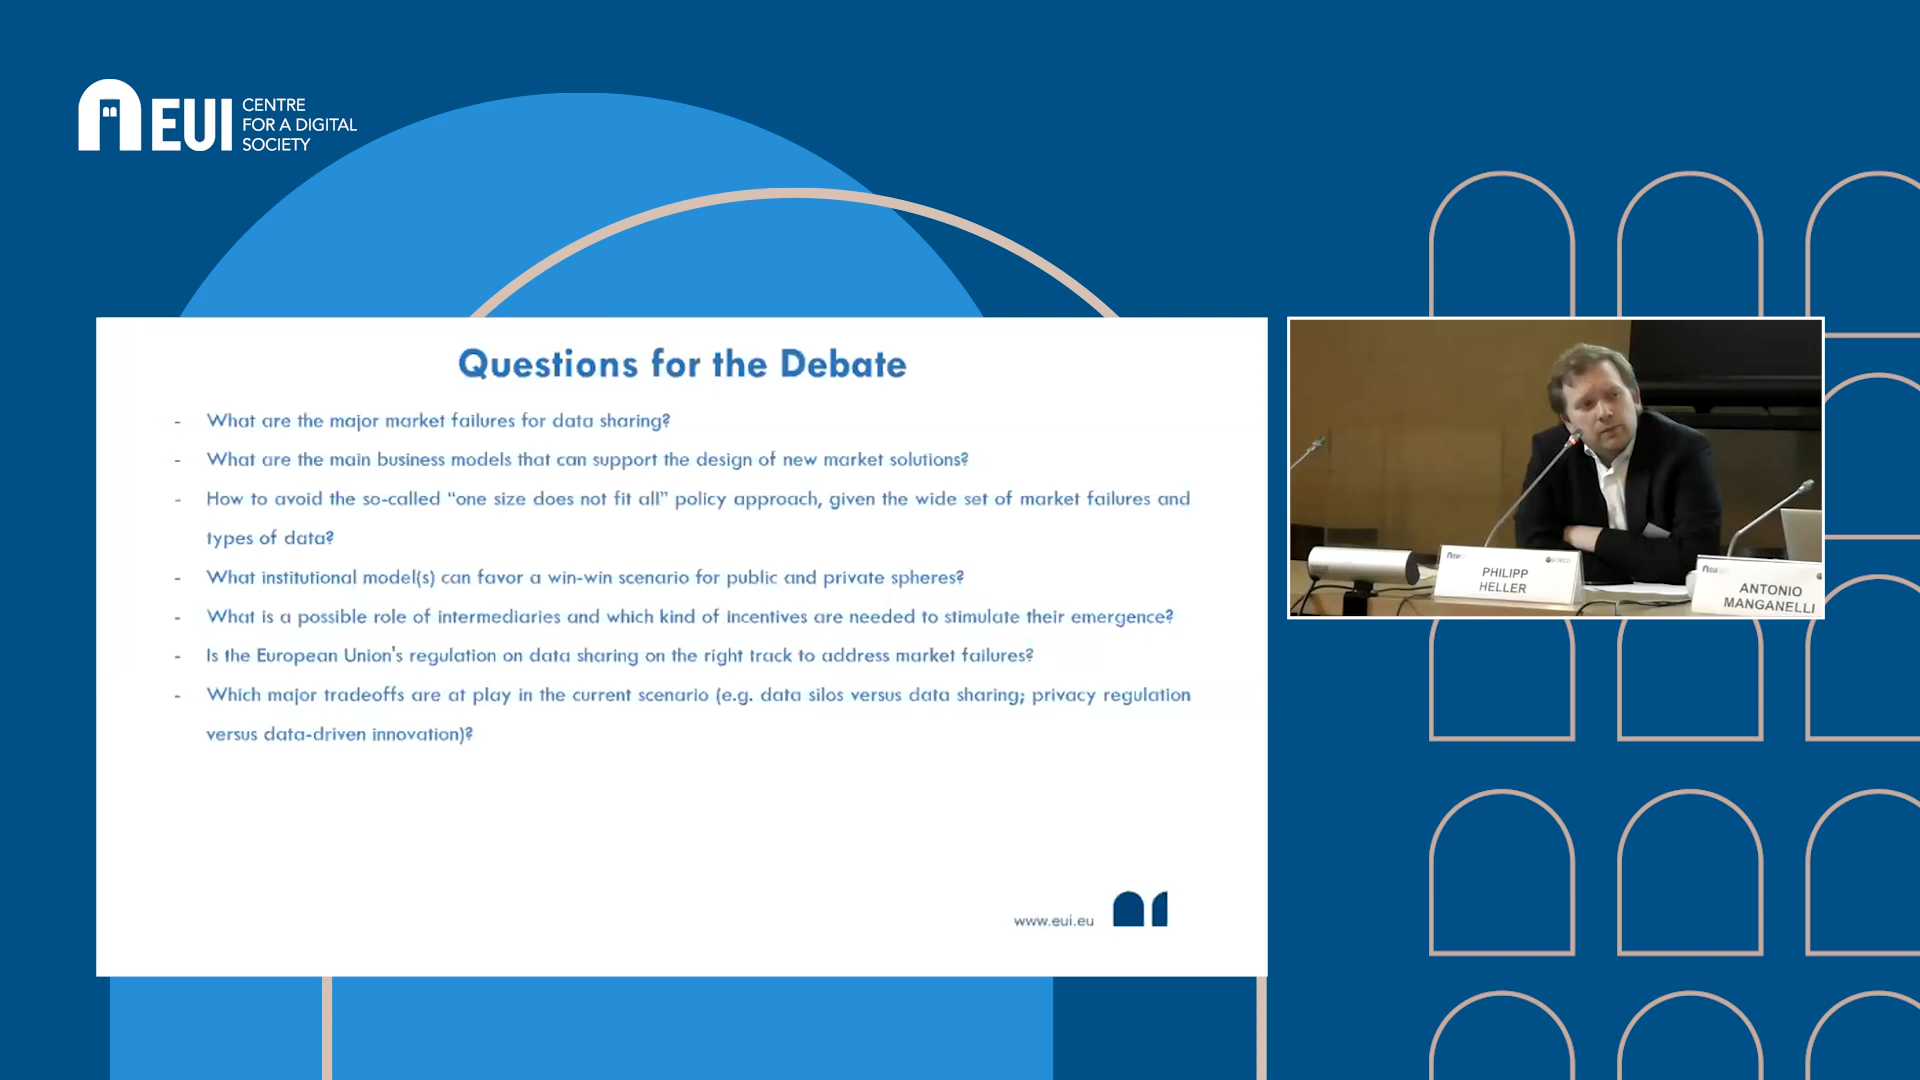 EUI
CENTRE
FOR A DIGITAL
SOCIETY
Questions for the Debate
- What are the major market failures for data sharing?
- What are the main business models that can support the design of new market solutions?
- How to avoid the so-called “one size does not fit all” policy approach, given the wide set of market failures and
types of data?
- What institutional model(s) can favor a win-win scenario for public and private spheres?
- What is a possible role of intermediaries and which kind of incentives are needed to stimulate their emergence?
- Is the European Union's regulation on data sharing on the right track to address market failures?
- Which major tradeoffs are at play in the current scenario (e.g. data silos versus data sharing; privacy regulation
versus data-driven innovation)?
www.eui.eu
PHILIPP
HELLER
ANTONIO
MANGANELLI